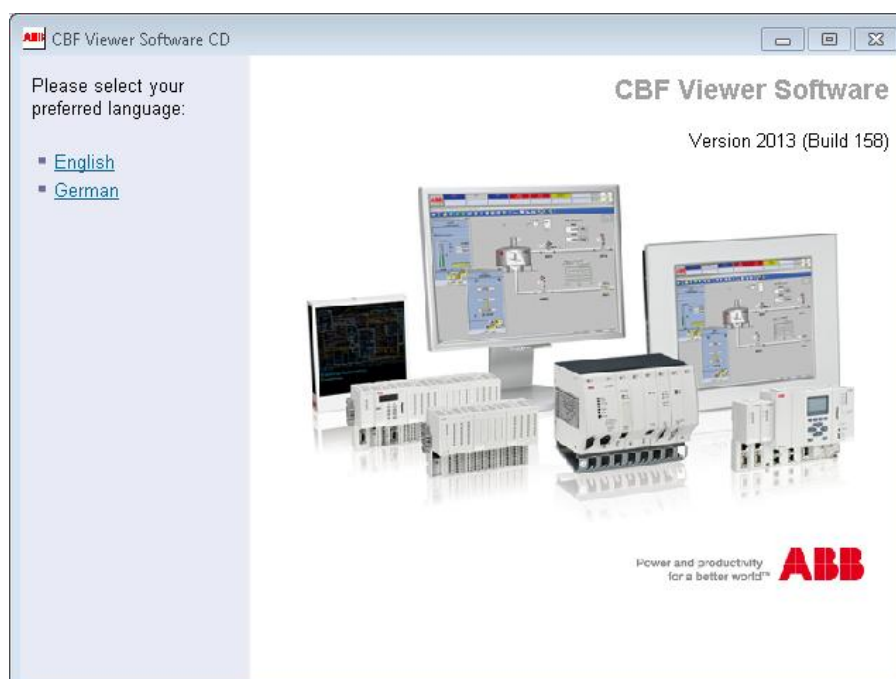 CBF Viewer Software CD
Please select your
preferred language:
English
German
CBF Viewer Software
Version 2013 (Build 158)
Power and productivity
for a better world™
ABB